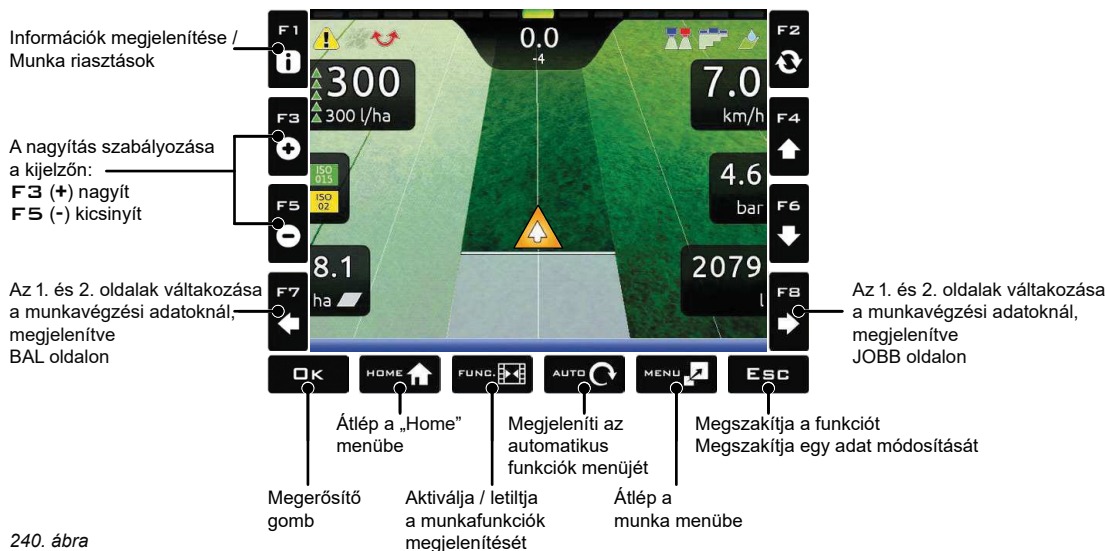 Információk megjelenítése /
Munka riasztások
A nagyítás szabályozása
a kijelzőn:
F3 (+) nagyít
F5 (-) kicsinyít
Az 1. és 2. oldalak váltakozása
a munkavégzési adatoknál,
megjelenítve
BAL oldalon
F1
F3
F5
F7
0.0
-4
300
300 l/ha
ISO
015
ISO
02
8.1
ha
7.0
km/h
4.6
bar
2079
l
F2
F4
F6
F8
Az 1. és 2. oldalak váltakozása
a munkavégzési adatoknál,
megjelenítve
JOBB oldalon
OK HOME FUNC. AUTO MENU ESC
Átlép a „Home”
menübe
Megjeleníti az
automatikus
funkciók menüjét
Megszakítja a funkciót
Megszakítja egy adat módosítását
Megerősítő
gomb
Aktiválja / letiltja
a munkafunkciók
megjelenítését
Átlép a
munka menübe
240. ábra